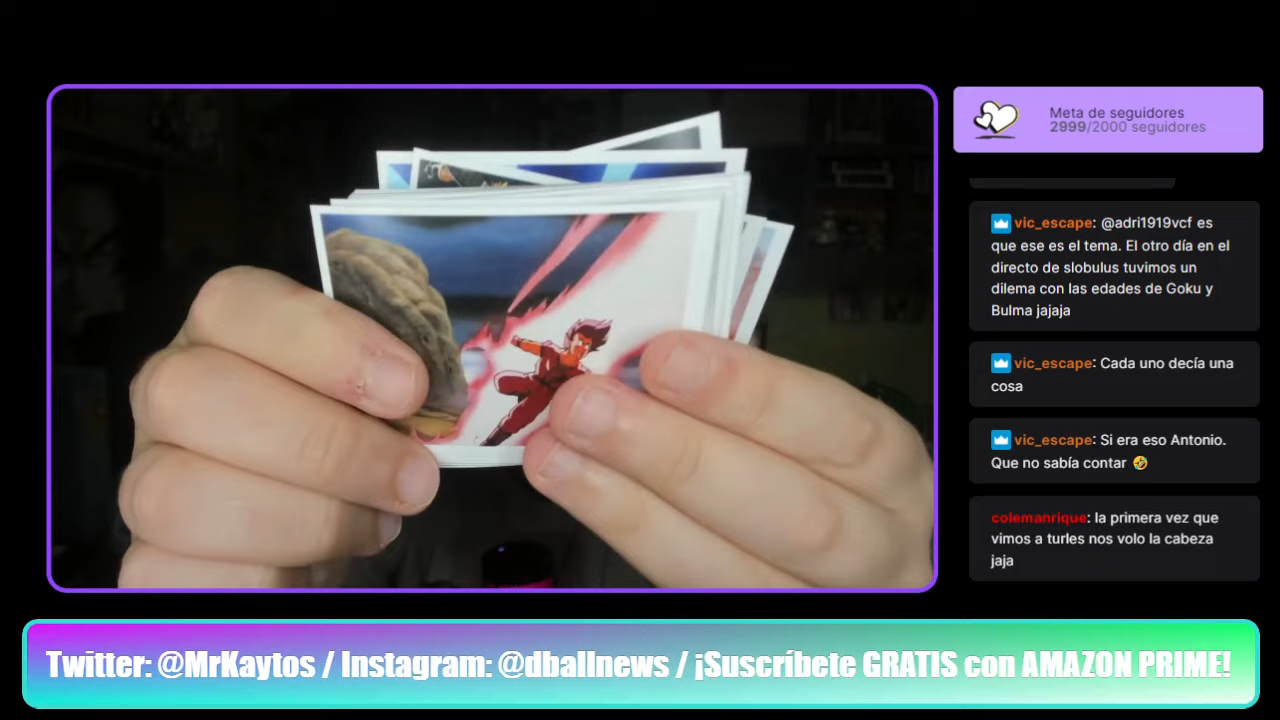 Meta de seguidores
2999/2000 seguidores
vic_escape: @adri1919vcf es
que ese es el tema. El otro día en el
directo de slobulus tuvimos un
dilema con las edades de Goku y
Bulma jajaja
vic_escape: Cada uno decía una
cosa
vic_escape: Si era eso Antonio.
Que no sabía contar 🤣
colemanrique: la primera vez que
vimos a turles nos volo la cabeza
jaja
Twitter: @MrKaytos / Instagram: @dballnews / ¡Suscríbete GRATIS con AMAZON PRIME!